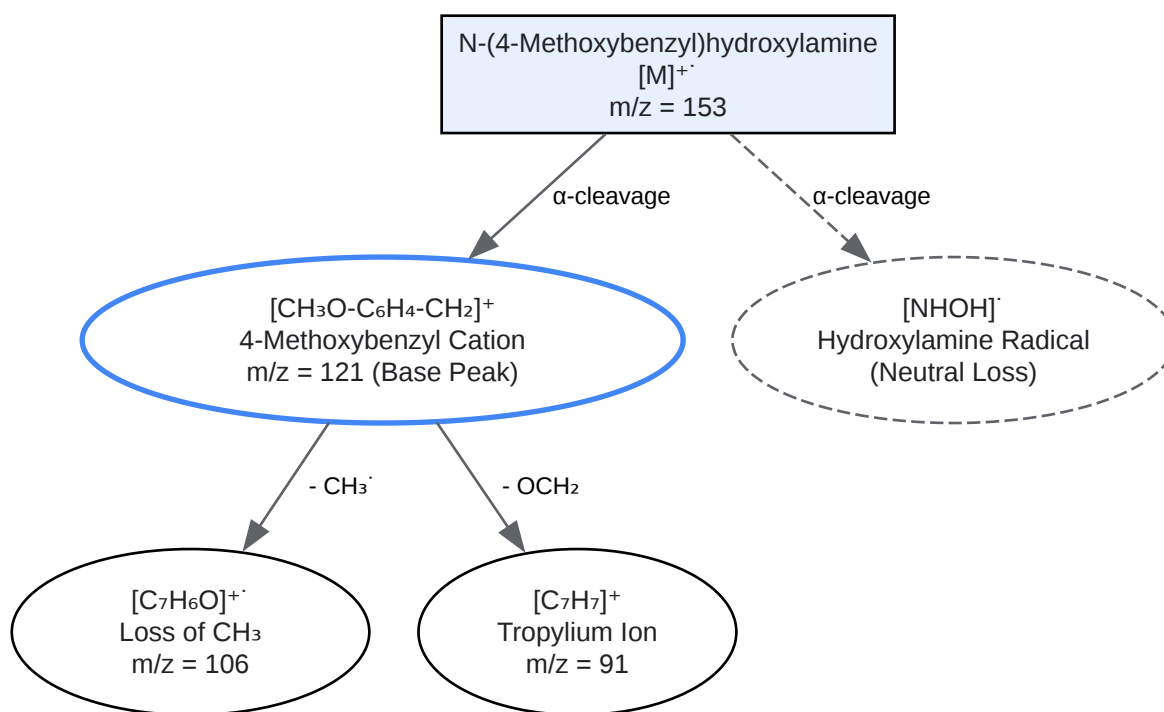 N-(4-Methoxybenzyl)hydroxylamine
[M]⁺˙
m/z = 153
α-cleavage
α-cleavage
[CH₃O-C₆H₄-CH₂]⁺
4-Methoxybenzyl Cation
m/z = 121 (Base Peak)
[NHOH]˙
Hydroxylamine Radical
(Neutral Loss)
- CH₃˙
- OCH₂
[C₇H₆O]⁺˙
Loss of CH₃
m/z = 106
[C₇H₇]⁺
Tropylium Ion
m/z = 91